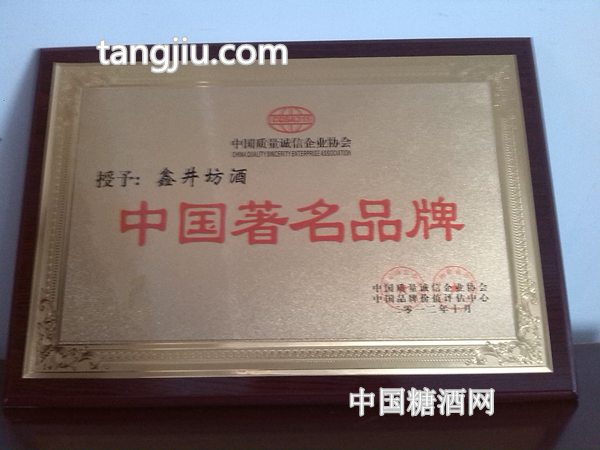 tangjiu.com
中国质量诚信企业协会
CHINA QUALITY SINCERITY ENTERPRISE ASSOCIATION
授予：鑫井坊酒
中国著名品牌
中国质量诚信企业协会
中国品牌价值评估中心
二零一二年十月
中国糖酒网